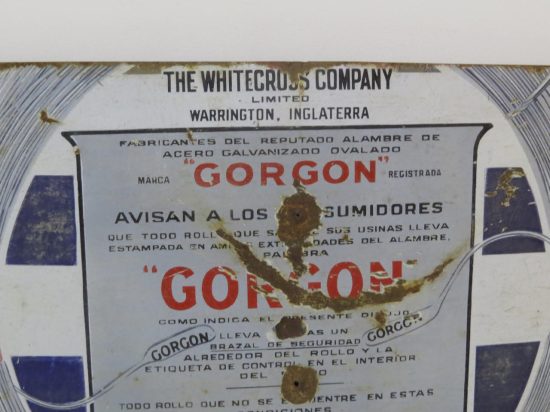 THE WHITECROSS COMPANY
LIMITED
WARRINGTON, INGLATERRA
FABRICANTES DEL REPUTADO ALAMBRE DE
ACERO GALVANIZADO OVALADO
MARCA "GORGON" REGISTRADA
AVISAN A LOS SUMIDORES
QUE TODO ROLLO QUE SUS USINAS LLEVA
ESTAMPADA EN DEL ALAMBRE,
PALABRA
"GORGON"
COMO INDICA EL PRESENTE DIBUJO
GORGON LLEVA UN GORGON
BRAZAL DE SEGURIDAD
ALREDEDOR DEL ROLLO Y LA
ETIQUETA DE CONTROL EN EL INTERIOR
DEL
TODO ROLLO QUE NO SE EN ESTAS